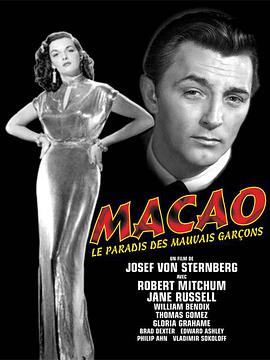 MACAO
LE PARADIS DES MAUVAIS GARÇONS
UN FILM DE
JOSEF VON STERNBERG
AVEC
ROBERT MITCHUM
JANE RUSSELL
WILLIAM BENDIX
THOMAS GOMEZ
GLORIA GRAHAME
BRAD DEXTER EDWARD ASHLEY
PHILIP AHN VLADIMIR SOKOLOFF